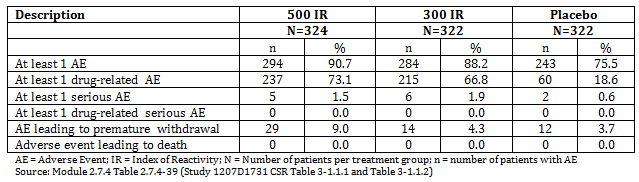 Description 500 IR 300 IR Placebo
N=324 N=322 N=322
n % n % n %
At least 1 AE 294 90.7 284 88.2 243 75.5
At least 1 drug-related AE 237 73.1 215 66.8 60 18.6
At least 1 serious AE 5 1.5 6 1.9 2 0.6
At least 1 drug-related serious AE 0 0.0 0 0.0 0 0.0
AE leading to premature withdrawal 29 9.0 14 4.3 12 3.7
Adverse event leading to death 0 0.0 0 0.0 0 0.0
AE = Adverse Event; IR = Index of Reactivity; N = Number of patients per treatment group; n = number of patients with AE
Source: Module 2.7.4 Table 2.7.4-39 (Study 1207D1731 CSR Table 3-1.1.1 and Table 3-1.1.2)